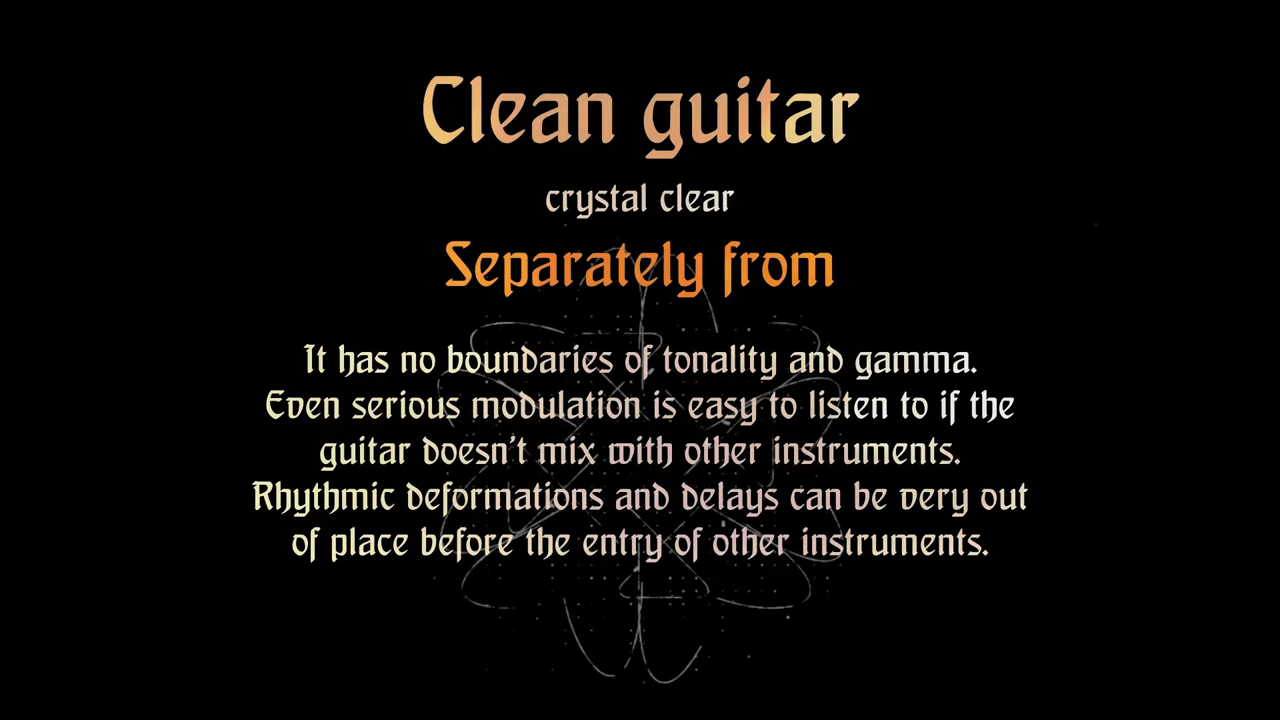 Clean guitar
crystal clear
Separately from
It has no boundaries of tonality and gamma.
Even serious modulation is easy to listen to if the
guitar doesn't mix with other instruments.
Rhythmic deformations and delays can be very out
of place before the entry of other instruments.